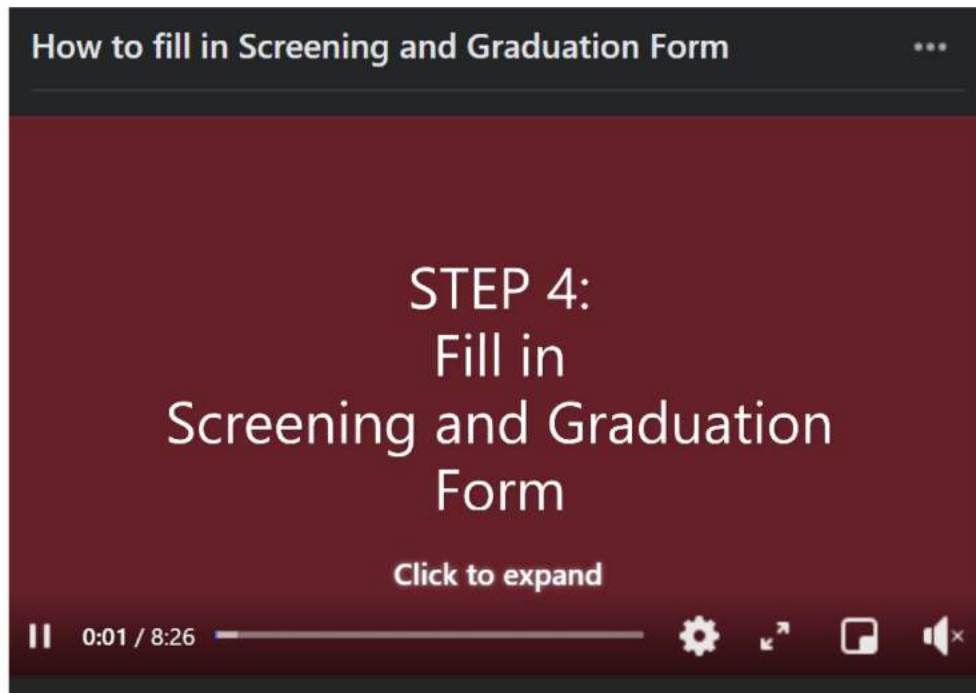 How to fill in Screening and Graduation Form
STEP 4:
Fill in
Screening and Graduation
Form
Click to expand
0:01 / 8:26